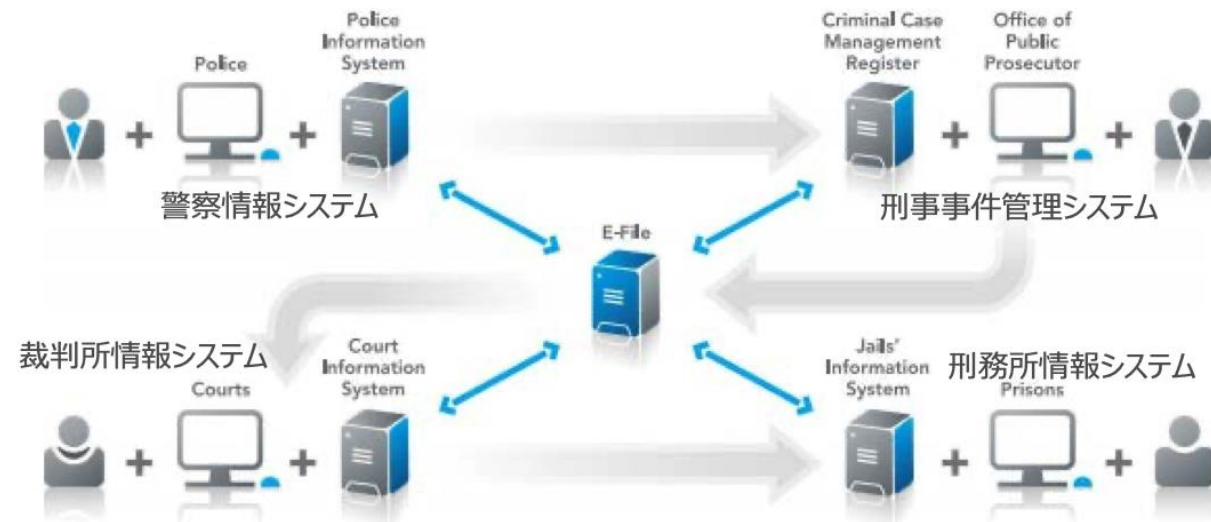 Police
Information
System
Police
Criminal Case
Management
Register
Office of
Public
Prosecutor
警察情報システム
刑事事件管理システム
E-File
裁判所情報システム
Courts
Court
Information
System
Jails'
Information
System
刑務所情報システム
Prisons